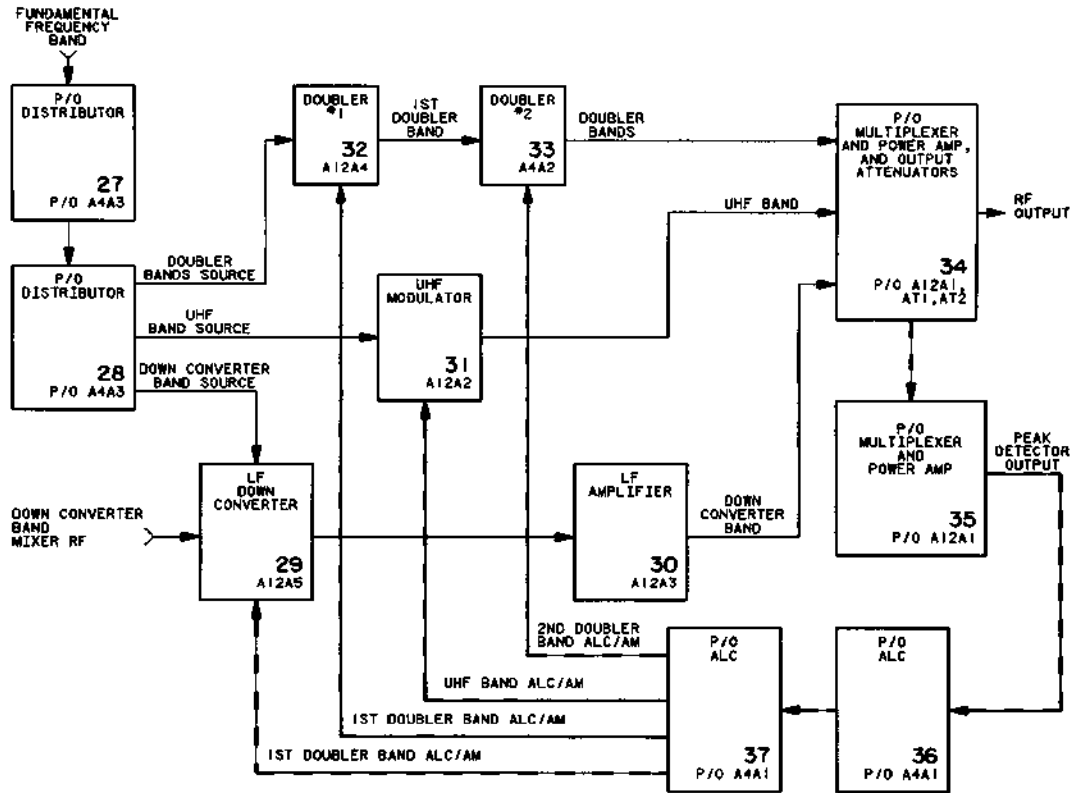 FUNDAMENTAL
FREQUENCY
BAND
P/O
DISTRIBUTOR
27
P/O A4A3
P/O
DISTRIBUTOR
28
P/O A4A3
DOUBLER
BANDS SOURCE
UHF
BAND SOURCE
DOWN CONVERTER
BAND SOURCE
DOUBLER
#1
32
A12A4
1ST
DOUBLER
BAND
DOUBLER
#2
33
A4A2
DOUBLER
BANDS
UHF
MODULATOR
31
A12A2
UHF BAND
P/O
MULTIPLEXER
AND POWER AMP,
AND OUTPUT
ATTENUATORS
34
P/O A12A1,
AT1,AT2
RF
OUTPUT
DOWN CONVERTER
BAND
MIXER RF
LF
DOWN
CONVERTER
29
A12A5
LF
AMPLIFIER
30
A12A3
DOWN
CONVERTER
BAND
P/O
MULTIPLEXER
AND
POWER AMP
35
P/O A12A1
PEAK
DETECTOR
OUTPUT
2ND DOUBLER
BAND ALC/AM
UHF BAND ALC/AM
1ST DOUBLER BAND ALC/AM
1ST DOUBLER BAND ALC/AM
P/O
ALC
37
P/O A4A1
P/O
ALC
36
P/O A4A1